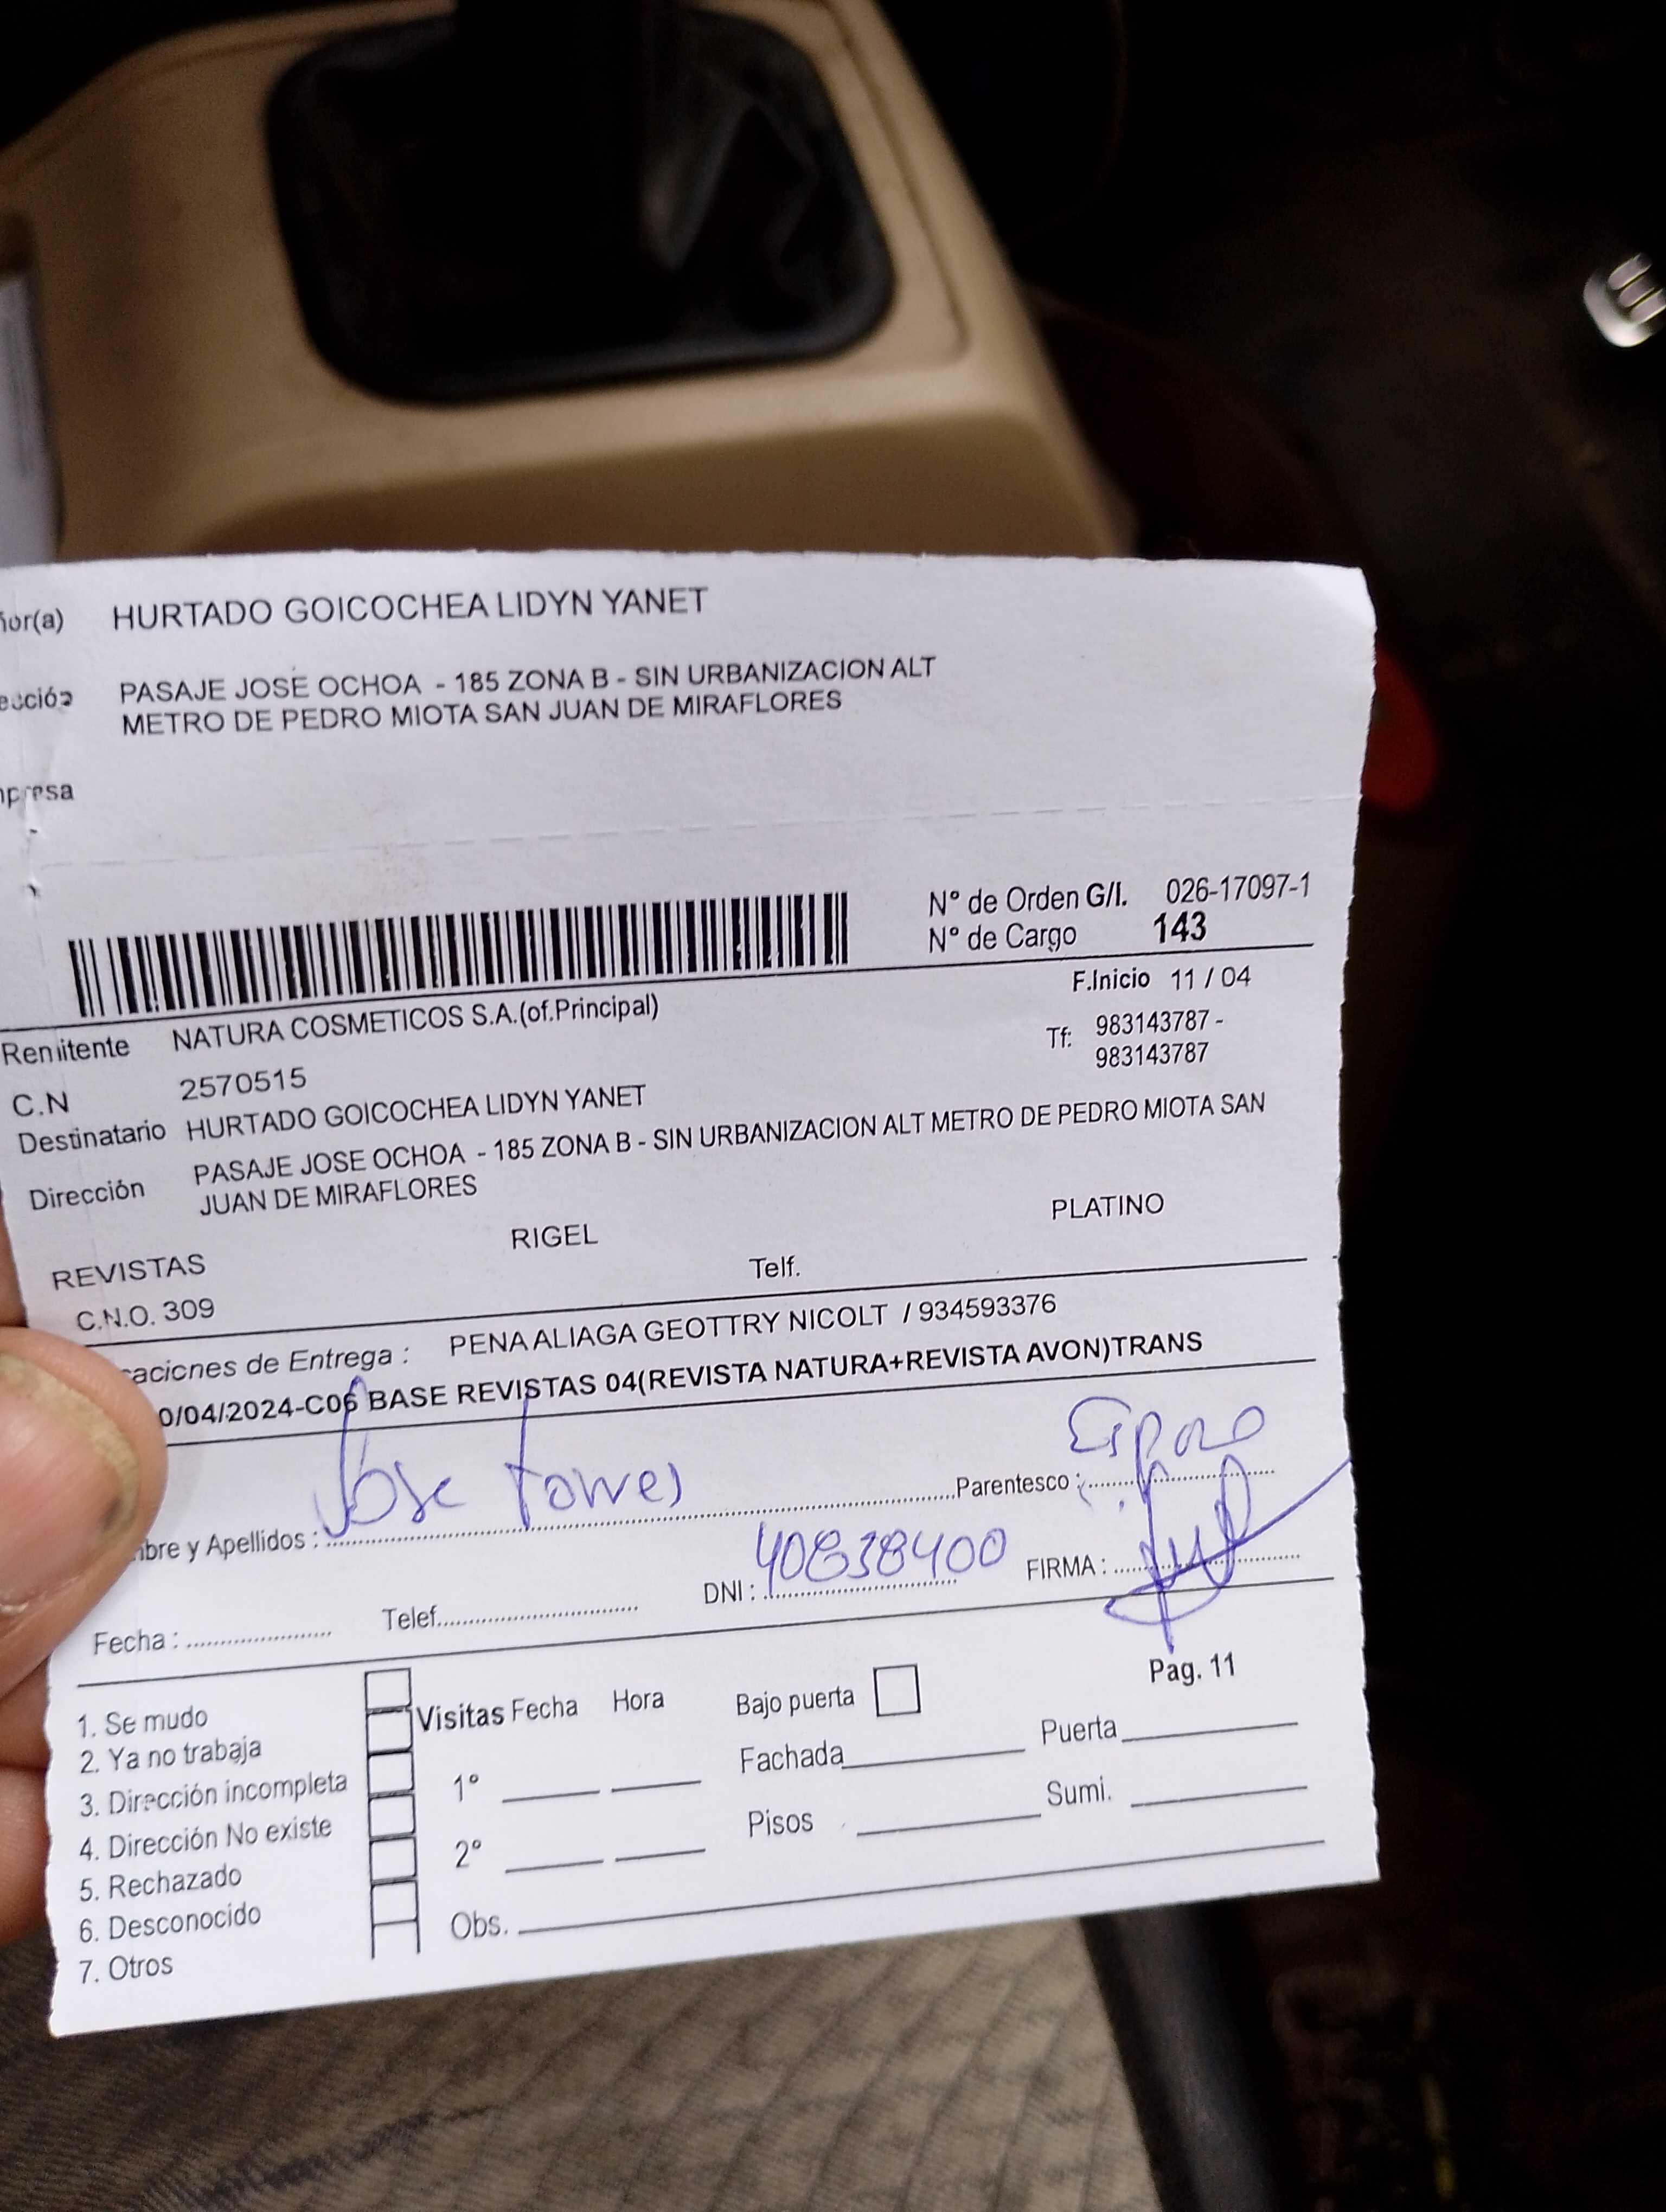 ñor(a) HURTADO GOICOCHEA LIDYN YANET
ección PASAJE JOSE OCHOA - 185 ZONA B - SIN URBANIZACION ALT
METRO DE PEDRO MIOTA SAN JUAN DE MIRAFLORES
mpresa
N° de Orden G/I. 026-17097-1
N° de Cargo 143
F.Inicio 11 / 04
Remitente NATURA COSMETICOS S.A.(of.Principal)
Tf: 983143787 -
983143787
C.N 2570515
Destinatario HURTADO GOICOCHEA LIDYN YANET
Dirección PASAJE JOSE OCHOA - 185 ZONA B - SIN URBANIZACION ALT METRO DE PEDRO MIOTA SAN
JUAN DE MIRAFLORES
REVISTAS RIGEL PLATINO
C.N.O. 309 Telf.
caciones de Entrega : PENA ALIAGA GEOTTRY NICOLT / 934593376
0/04/2024-C06 BASE REVISTAS 04(REVISTA NATURA+REVISTA AVON)TRANS
mbre y Apellidos : Jose Torres Parentesco : Esposo
Fecha : Telef. DNI : 40838400 FIRMA :
Pag. 11
1. Se mudo
2. Ya no trabaja
3. Dirección incompleta
4. Dirección No existe
5. Rechazado
6. Desconocido
7. Otros
Visitas Fecha Hora
1°
2°
Obs.
Bajo puerta
Fachada Puerta
Pisos Sumi.